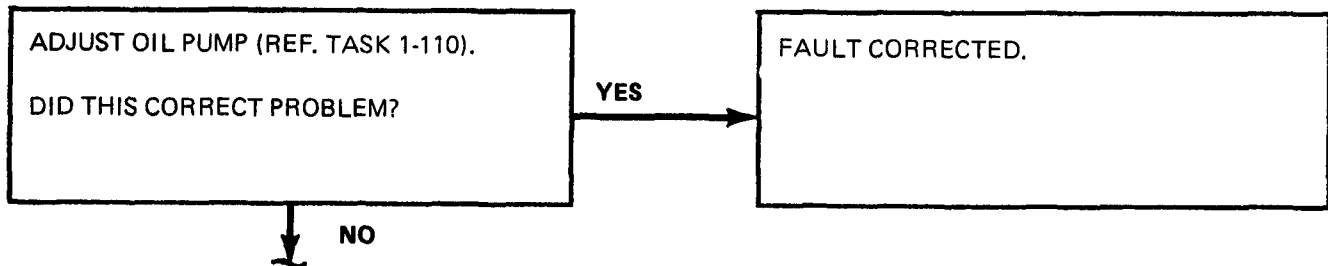 ADJUST OIL PUMP (REF. TASK 1-110).
DID THIS CORRECT PROBLEM?
YES
FAULT CORRECTED.
NO